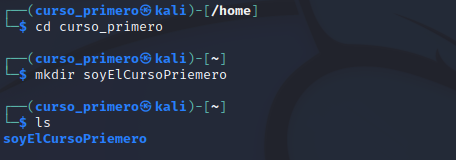 ┌──(curso_primero㉿kali)-[/home]
└─$ cd curso_primero
┌──(curso_primero㉿kali)-[~]
└─$ mkdir soyElCursoPriemero
┌──(curso_primero㉿kali)-[~]
└─$ ls
soyElCursoPriemero